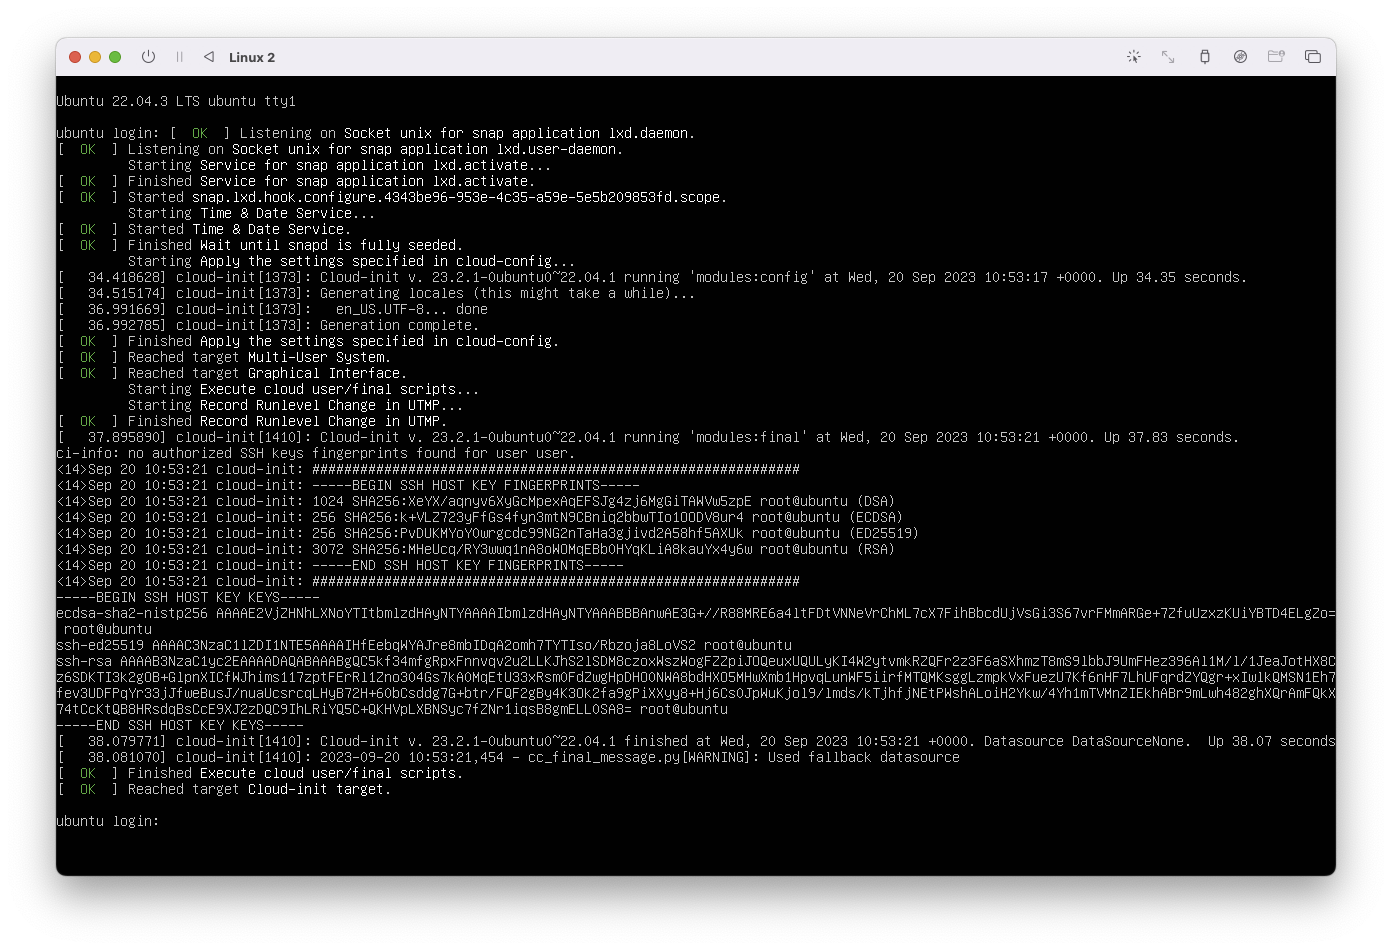 Linux 2
Ubuntu 22.04.3 LTS ubuntu tty1
ubuntu login: [  OK  ] Listening on Socket unix for snap application lxd.daemon.
[  OK  ] Listening on Socket unix for snap application lxd.user-daemon.
Starting Service for snap application lxd.activate...
[  OK  ] Finished Service for snap application lxd.activate.
[  OK  ] Started snap.lxd.hook.configure.4343be96-953e-4c35-a59e-5e5b209853fd.scope.
Starting Time & Date Service...
[  OK  ] Started Time & Date Service.
[  OK  ] Finished Wait until snapd is fully seeded.
Starting Apply the settings specified in cloud-config...
[   34.418628] cloud-init[1373]: Cloud-init v. 23.2.1-0ubuntu0~22.04.1 running 'modules:config' at Wed, 20 Sep 2023 10:53:17 +0000. Up 34.35 seconds.
[   34.515174] cloud-init[1373]: Generating locales (this might take a while)...
[   36.991669] cloud-init[1373]:   en_US.UTF-8... done
[   36.992785] cloud-init[1373]: Generation complete.
[  OK  ] Finished Apply the settings specified in cloud-config.
[  OK  ] Reached target Multi-User System.
[  OK  ] Reached target Graphical Interface.
Starting Execute cloud user/final scripts...
Starting Record Runlevel Change in UTMP...
[  OK  ] Finished Record Runlevel Change in UTMP.
[   37.895890] cloud-init[1410]: Cloud-init v. 23.2.1-0ubuntu0~22.04.1 running 'modules:final' at Wed, 20 Sep 2023 10:53:21 +0000. Up 37.83 seconds.
ci-info: no authorized SSH keys fingerprints found for user user.
<14>Sep 20 10:53:21 cloud-init: #############################################################
<14>Sep 20 10:53:21 cloud-init: -----BEGIN SSH HOST KEY FINGERPRINTS-----
<14>Sep 20 10:53:21 cloud-init: 1024 SHA256:XeYX/aqnyv6XyGcMpexAqEFSJg4zj6MgGiTAWVw5zpE root@ubuntu (DSA)
<14>Sep 20 10:53:21 cloud-init: 256 SHA256:k+VLZ723yFfGs4fyn3mtN9CBniq2bbwTIo1OODV8ur4 root@ubuntu (ECDSA)
<14>Sep 20 10:53:21 cloud-init: 256 SHA256:PvDUKMYoY0wrgcdc99NG2nTaHa3gjivd2A58hf5AXUk root@ubuntu (ED25519)
<14>Sep 20 10:53:21 cloud-init: 3072 SHA256:MHeUcq/RY3wwq1nA8oWOMqEBb0HYqKLiA8kauYx4y6w root@ubuntu (RSA)
<14>Sep 20 10:53:21 cloud-init: -----END SSH HOST KEY FINGERPRINTS-----
<14>Sep 20 10:53:21 cloud-init: #############################################################
-----BEGIN SSH HOST KEY KEYS-----
ecdsa-sha2-nistp256 AAAAE2VjZHNhLXNoYTItbmlzdHAyNTYAAAAIbmlzdHAyNTYAAABBBAnwAE3G+//R88MRE6a4ltFDtVNNeVrChML7cX7FihBbcdUjVsGi3S67vrFMmARGe+7ZfuUzxzKUiYBTD4ELgZo=
root@ubuntu
ssh-ed25519 AAAAC3NzaC1lZDI1NTE5AAAAIHfEebqWYAJre8mbIDqA2omh7TYTIso/Rbzoja8LoVS2 root@ubuntu
ssh-rsa AAAAB3NzaC1yc2EAAAADAQABAAABgQC5kf34mfgRpxFnnvqv2u2LLKJhS2lSDM8czoxWszWogFZZpiJOQeuxUQULyKI4W2ytvmkRZQFr2z3F6aSXhmzT8mS9lbbJ9UmFHez396Al1M/l/1JeaJotHX8C
z6SDKTI3k2gOB+GlpnXICfWJhims117zptFErRl1Zno304Gs7kA0MqEtU33xRsm0FdZwgHpDHONWA8bdHXO5MHwXmb1HpvqLunWF5iirfMTQMKsggLzmpkVxFuezU7Kf6nHF7LhUFqrdZYQgr+xIwlkQMSN1Eh7
fev3UDFPqYr33jJfweBusJ/nuaUcsrcqLHyB72H+60bCsddg7G+btr/FQF2gBy4K3Ok2fa9gPiXXyy8+Hj6Cs0JpWuKjol9/lmds/kTjhfjNEtPWshALoiH2Ykw/4Yh1mTVMnZIEkhABr9mLwh482ghXQrAmFQkX
74tCcKtQB8HRsdqBsCcE9XJ2zDQC9IhLRiYQ5C+QKHVpLXBNSyc7fZNr1iqsB8gmELL0SA8= root@ubuntu
-----END SSH HOST KEY KEYS-----
[   38.079771] cloud-init[1410]: Cloud-init v. 23.2.1-0ubuntu0~22.04.1 finished at Wed, 20 Sep 2023 10:53:21 +0000. Datasource DataSourceNone.  Up 38.07 seconds
[   38.081070] cloud-init[1410]: 2023-09-20 10:53:21,454 - cc_final_message.py[WARNING]: Used fallback datasource
[  OK  ] Finished Execute cloud user/final scripts.
[  OK  ] Reached target Cloud-init target.
ubuntu login: